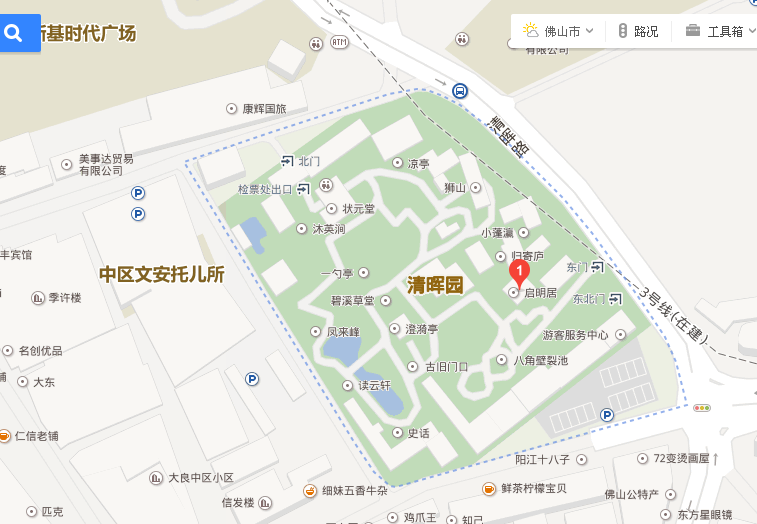 新基时代广场
佛山市
路况
工具箱
有限公司
ATM
康辉国旅
清晖路
美事达贸易
有限公司
北门
凉亭
检票处出口
狮山
P
P
状元堂
沐英涧
小蓬瀛
归寄庐
丰宾馆
中区文安托儿所
一勺亭
清晖园
1
东门
季许楼
碧溪草堂
启明居
东北门
3号线(在建)
凤来峰
澄漪亭
游客服务中心
名创优品
古旧门口
八角壁裂池
大东
P
读云轩
P
仁信老铺
史话
阳江十八子
72变烫画屋
大良中区小区
细妹五香牛杂
鲜茶柠檬宝贝
佛山公特产
信发楼
匹克
鸡爪王
知己
东方星眼镜